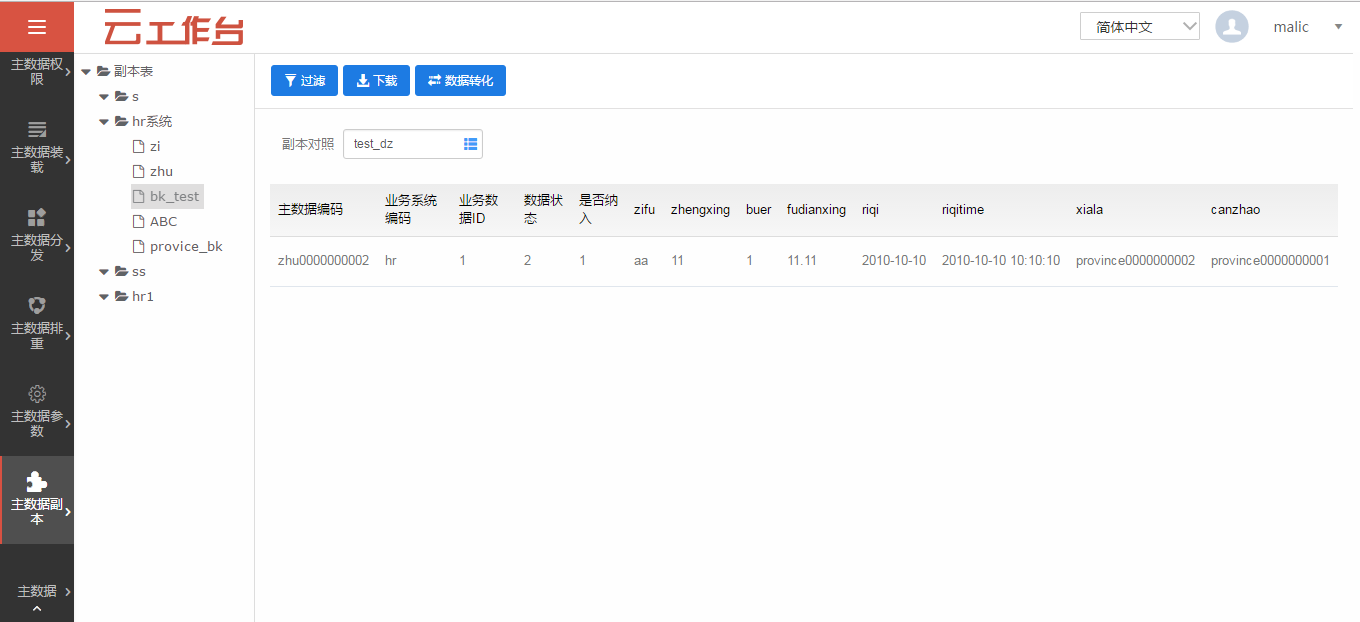 云工作台
简体中文
malic
主数据权
限
主数据装
载
主数据分
发
主数据排
重
主数据参
数
主数据副
本
主数据
副本表
s
hr系统
zi
zhu
bk_test
ABC
provice_bk
ss
hr1
过滤 下载 数据转化
副本对照 test_dz
主数据编码 业务系统编码 业务数据ID 数据状态 是否纳入 zifu zhengxing buer fudianxing riqi riqitime xiala canzhao
zhu0000000002 hr 1 2 1 aa 11 1 11.11 2010-10-10 2010-10-10 10:10:10 province0000000002 province0000000001